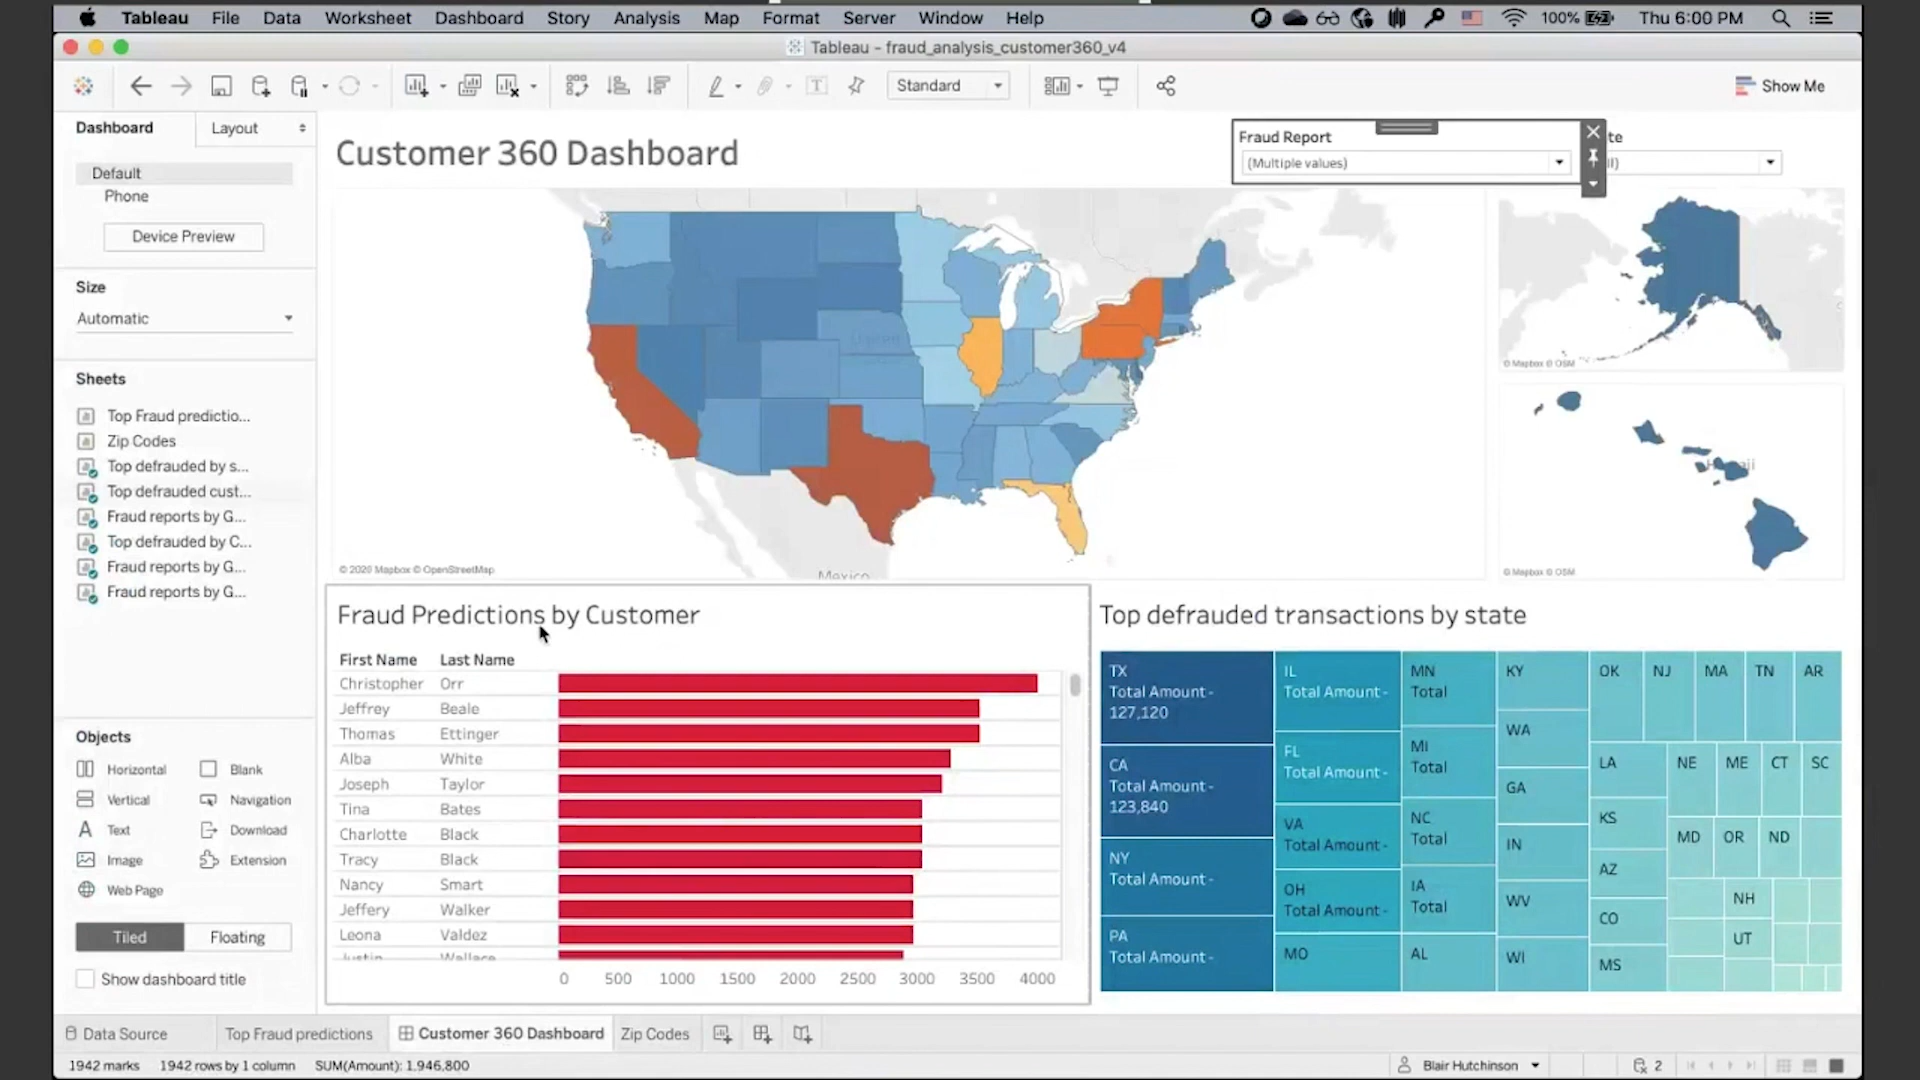 Tableau File Data Worksheet Dashboard Story Analysis Map Format Server Window Help 100% Thu 6:00 PM
Tableau - fraud_analysis_customer360_v4
Standard
Show Me
Dashboard
Layout
Default
Phone
Device Preview
Size
Automatic
Sheets
Top Fraud predictio...
Zip Codes
Top defrauded by s...
Top defrauded cust...
Fraud reports by G...
Top defrauded by C...
Fraud reports by G...
Fraud reports by G...
Objects
Horizontal Blank
Vertical Navigation
Text Download
Image Extension
Web Page
Tiled Floating
Show dashboard title
Customer 360 Dashboard
Fraud Report
(Multiple values)
te
ll)
Mexico
© 2020 Mapbox © OpenStreetMap
© Mapbox © OSM
© Mapbox © OSM
Fraud Predictions by Customer
First Name Last Name
Christopher Orr
Jeffrey Beale
Thomas Ettinger
Alba White
Joseph Taylor
Tina Bates
Charlotte Black
Tracy Black
Nancy Smart
Jeffery Walker
Leona Valdez
Justin Wallace
0 500 1000 1500 2000 2500 3000 3500 4000
Top defrauded transactions by state
TX
Total Amount -
127,120
CA
Total Amount -
123,840
NY
Total Amount -
PA
Total Amount -
IL
Total Amount -
FL
Total Amount -
VA
Total Amount -
OH
Total Amount -
MO
MN
Total
MI
Total
NC
Total
IA
Total
AL
KY
WA
GA
IN
WV
WI
OK NJ MA TN AR
LA
KS
AZ
CO
MS
NE ME CT SC
MD OR ND
NH
UT
Data Source
Top Fraud predictions
Customer 360 Dashboard
Zip Codes
1942 marks 1942 rows by 1 column SUM(Amount): 1,946,800
Blair Hutchinson
2